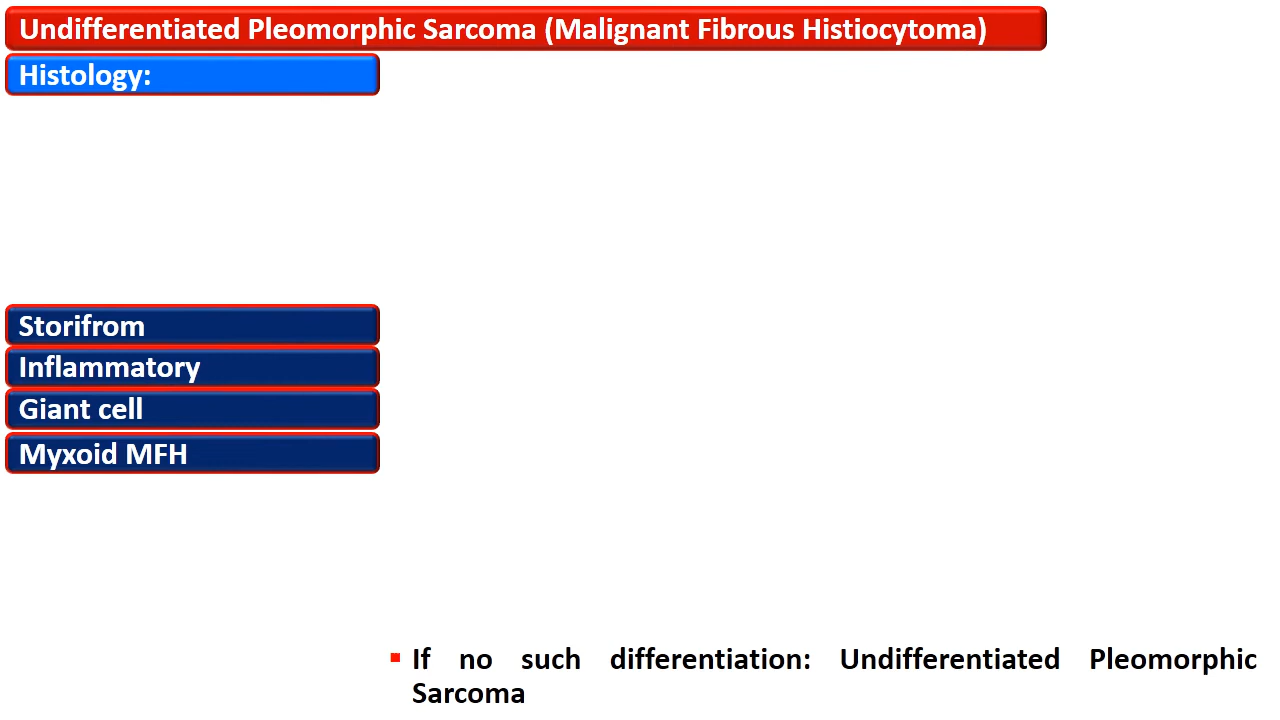 Undifferentiated Pleomorphic Sarcoma (Malignant Fibrous Histiocytoma)
Histology:
Storifrom
Inflammatory
Giant cell
Myxoid MFH
▪ If no such differentiation: Undifferentiated Pleomorphic
Sarcoma